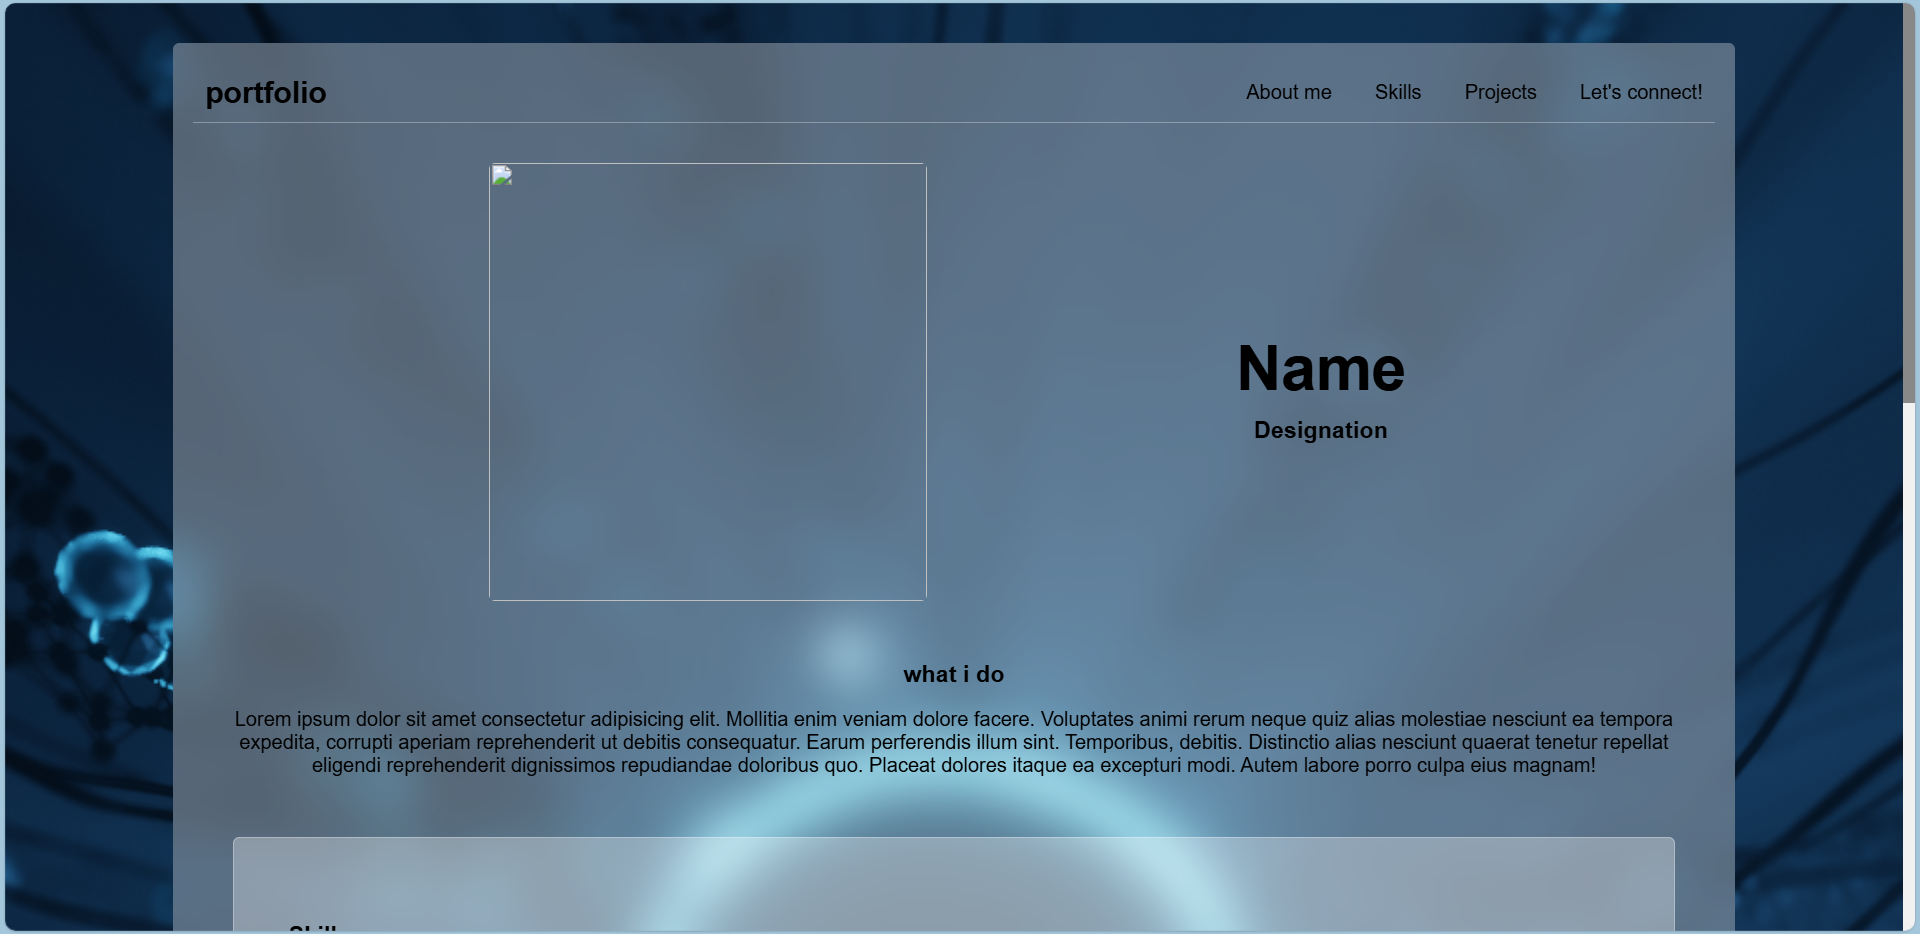 portfolio
About me Skills Projects Let's connect!
Name
Designation
what i do
Lorem ipsum dolor sit amet consectetur adipisicing elit. Mollitia enim veniam dolore facere. Voluptates animi rerum neque quiz alias molestiae nesciunt ea tempora
expedita, corrupti aperiam reprehenderit ut debitis consequatur. Earum perferendis illum sint. Temporibus, debitis. Distinctio alias nesciunt quaerat tenetur repellat
eligendi reprehenderit dignissimos repudiandae doloribus quo. Placeat dolores itaque ea excepturi modi. Autem labore porro culpa eius magnam!